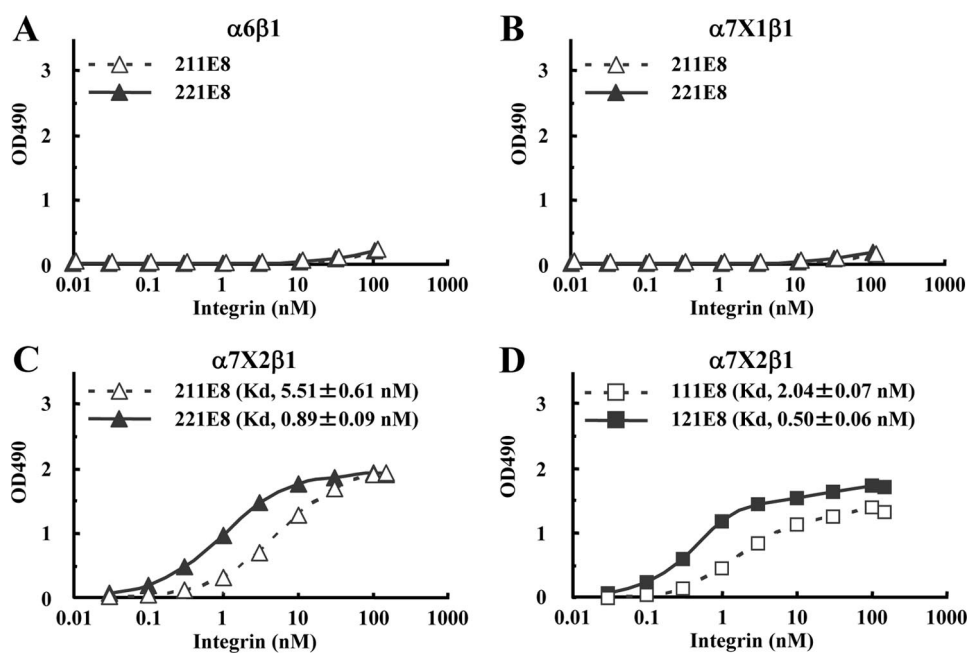 A
α6β1
211E8
221E8
OD490
3
2
1
0
0.01 0.1 1 10 100 1000
Integrin (nM)
B
α7X1β1
211E8
221E8
OD490
3
2
1
0
0.01 0.1 1 10 100 1000
Integrin (nM)
C
α7X2β1
211E8 (Kd, 5.51±0.61 nM)
221E8 (Kd, 0.89±0.09 nM)
OD490
3
2
1
0
0.01 0.1 1 10 100 1000
Integrin (nM)
D
α7X2β1
111E8 (Kd, 2.04±0.07 nM)
121E8 (Kd, 0.50±0.06 nM)
OD490
3
2
1
0
0.01 0.1 1 10 100 1000
Integrin (nM)